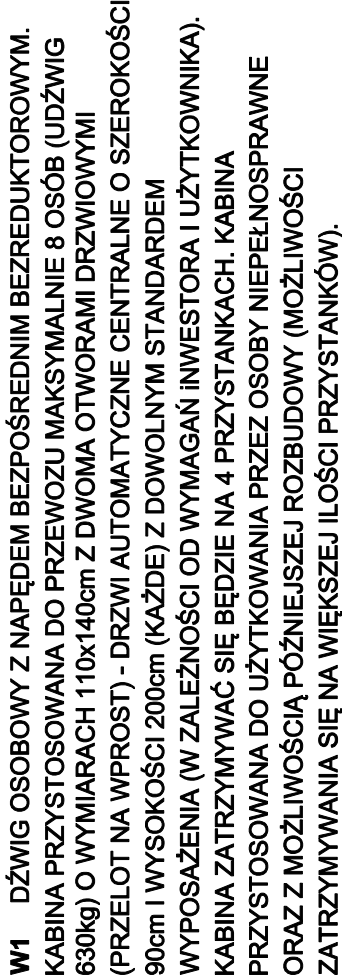 W1 DŹWIG OSOBOWY Z NAPĘDEM BEZPOŚREDNIM BEZREDUKTOROWYM.
KABINA PRZYSTOSOWANA DO PRZEWOZU MAKSYMALNIE 8 OSÓB (UDŹWIG
630kg) O WYMIARACH 110x140cm Z DWOMA OTWORAMI DRZWIOWYMI
(PRZELOT NA WPROST) - DRZWI AUTOMATYCZNE CENTRALNE O SZEROKOŚCI
90cm I WYSOKOŚCI 200cm (KAŻDE) Z DOWOLNYM STANDARDEM
WYPOSAŻENIA (W ZALEŻNOŚCI OD WYMAGAŃ iNWESTORA I UŻYTKOWNIKA).
KABINA ZATRZYMYWAĆ SIĘ BĘDZIE NA 4 PRZYSTANKACH. KABINA
PRZYSTOSOWANA DO UŻYTKOWANIA PRZEZ OSOBY NIEPEŁNOSPRAWNE
ORAZ Z MOŻLIWOŚCIĄ PÓŹNIEJSZEJ ROZBUDOWY (MOŻLIWOŚCI
ZATRZYMYWANIA SIĘ NA WIĘKSZEJ ILOŚCI PRZYSTANKÓW).